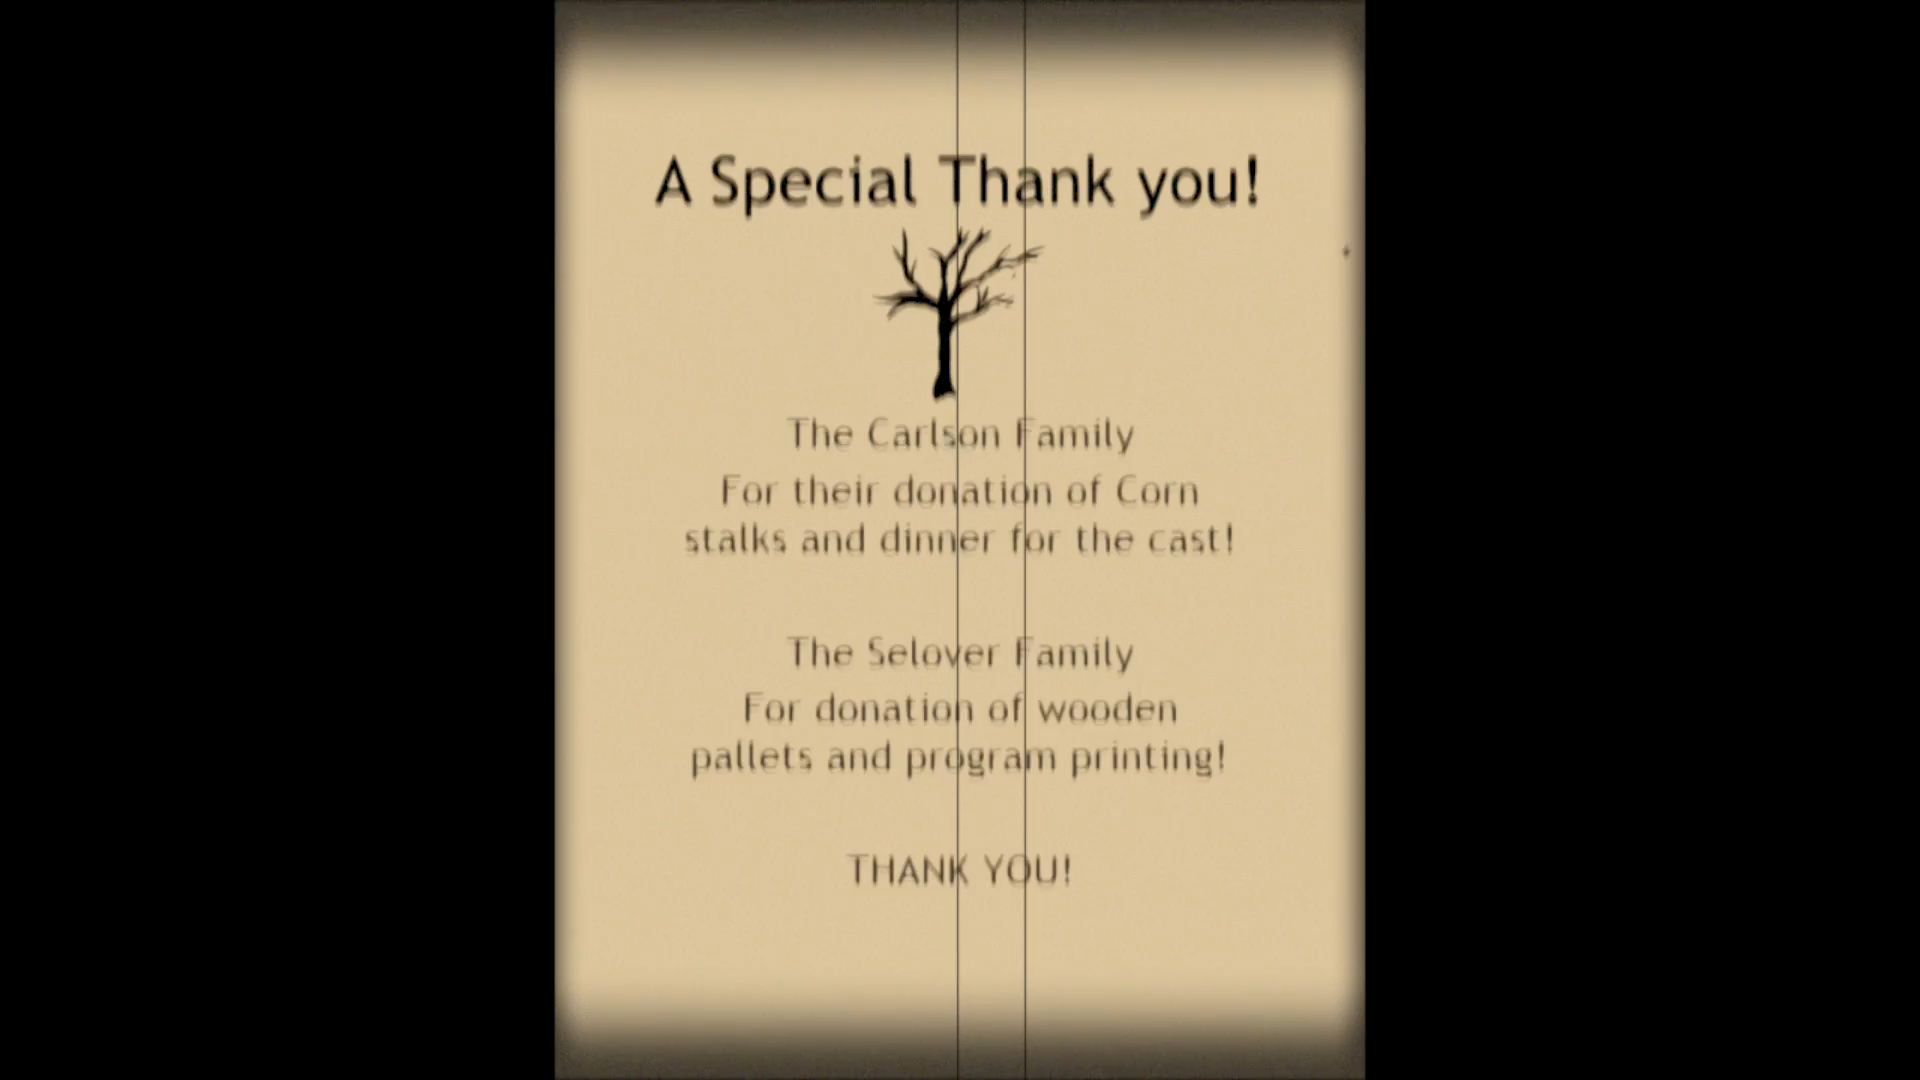 A Special Thank you!
The Carlson Family
For their donation of Corn
stalks and dinner for the cast!
The Selover Family
For donation of wooden
pallets and program printing!
THANK YOU!